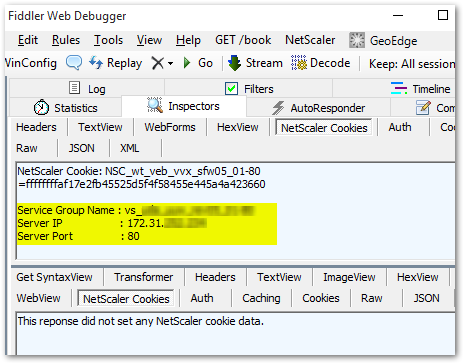 Fiddler Web Debugger
File Edit Rules Tools View Help GET /book NetScaler GeoEdge
WinConfig Replay Go Stream Decode Keep: All session
Log Filters Timeline
Statistics Inspectors AutoResponder Com
Headers TextView WebForms HexView NetScaler Cookies Auth Coo
Raw JSON XML
NetScaler Cookie: NSC_wt_veb_vvx_sfw05_01-80
=ffffffffaf17e2fb45525d5f4f58455e445a4a423660
Service Group Name : vs_
Server IP : 172.31.
Server Port : 80
Get SyntaxView Transformer Headers TextView ImageView HexView
WebView NetScaler Cookies Auth Caching Cookies Raw JSON
This reponse did not set any NetScaler cookie data.